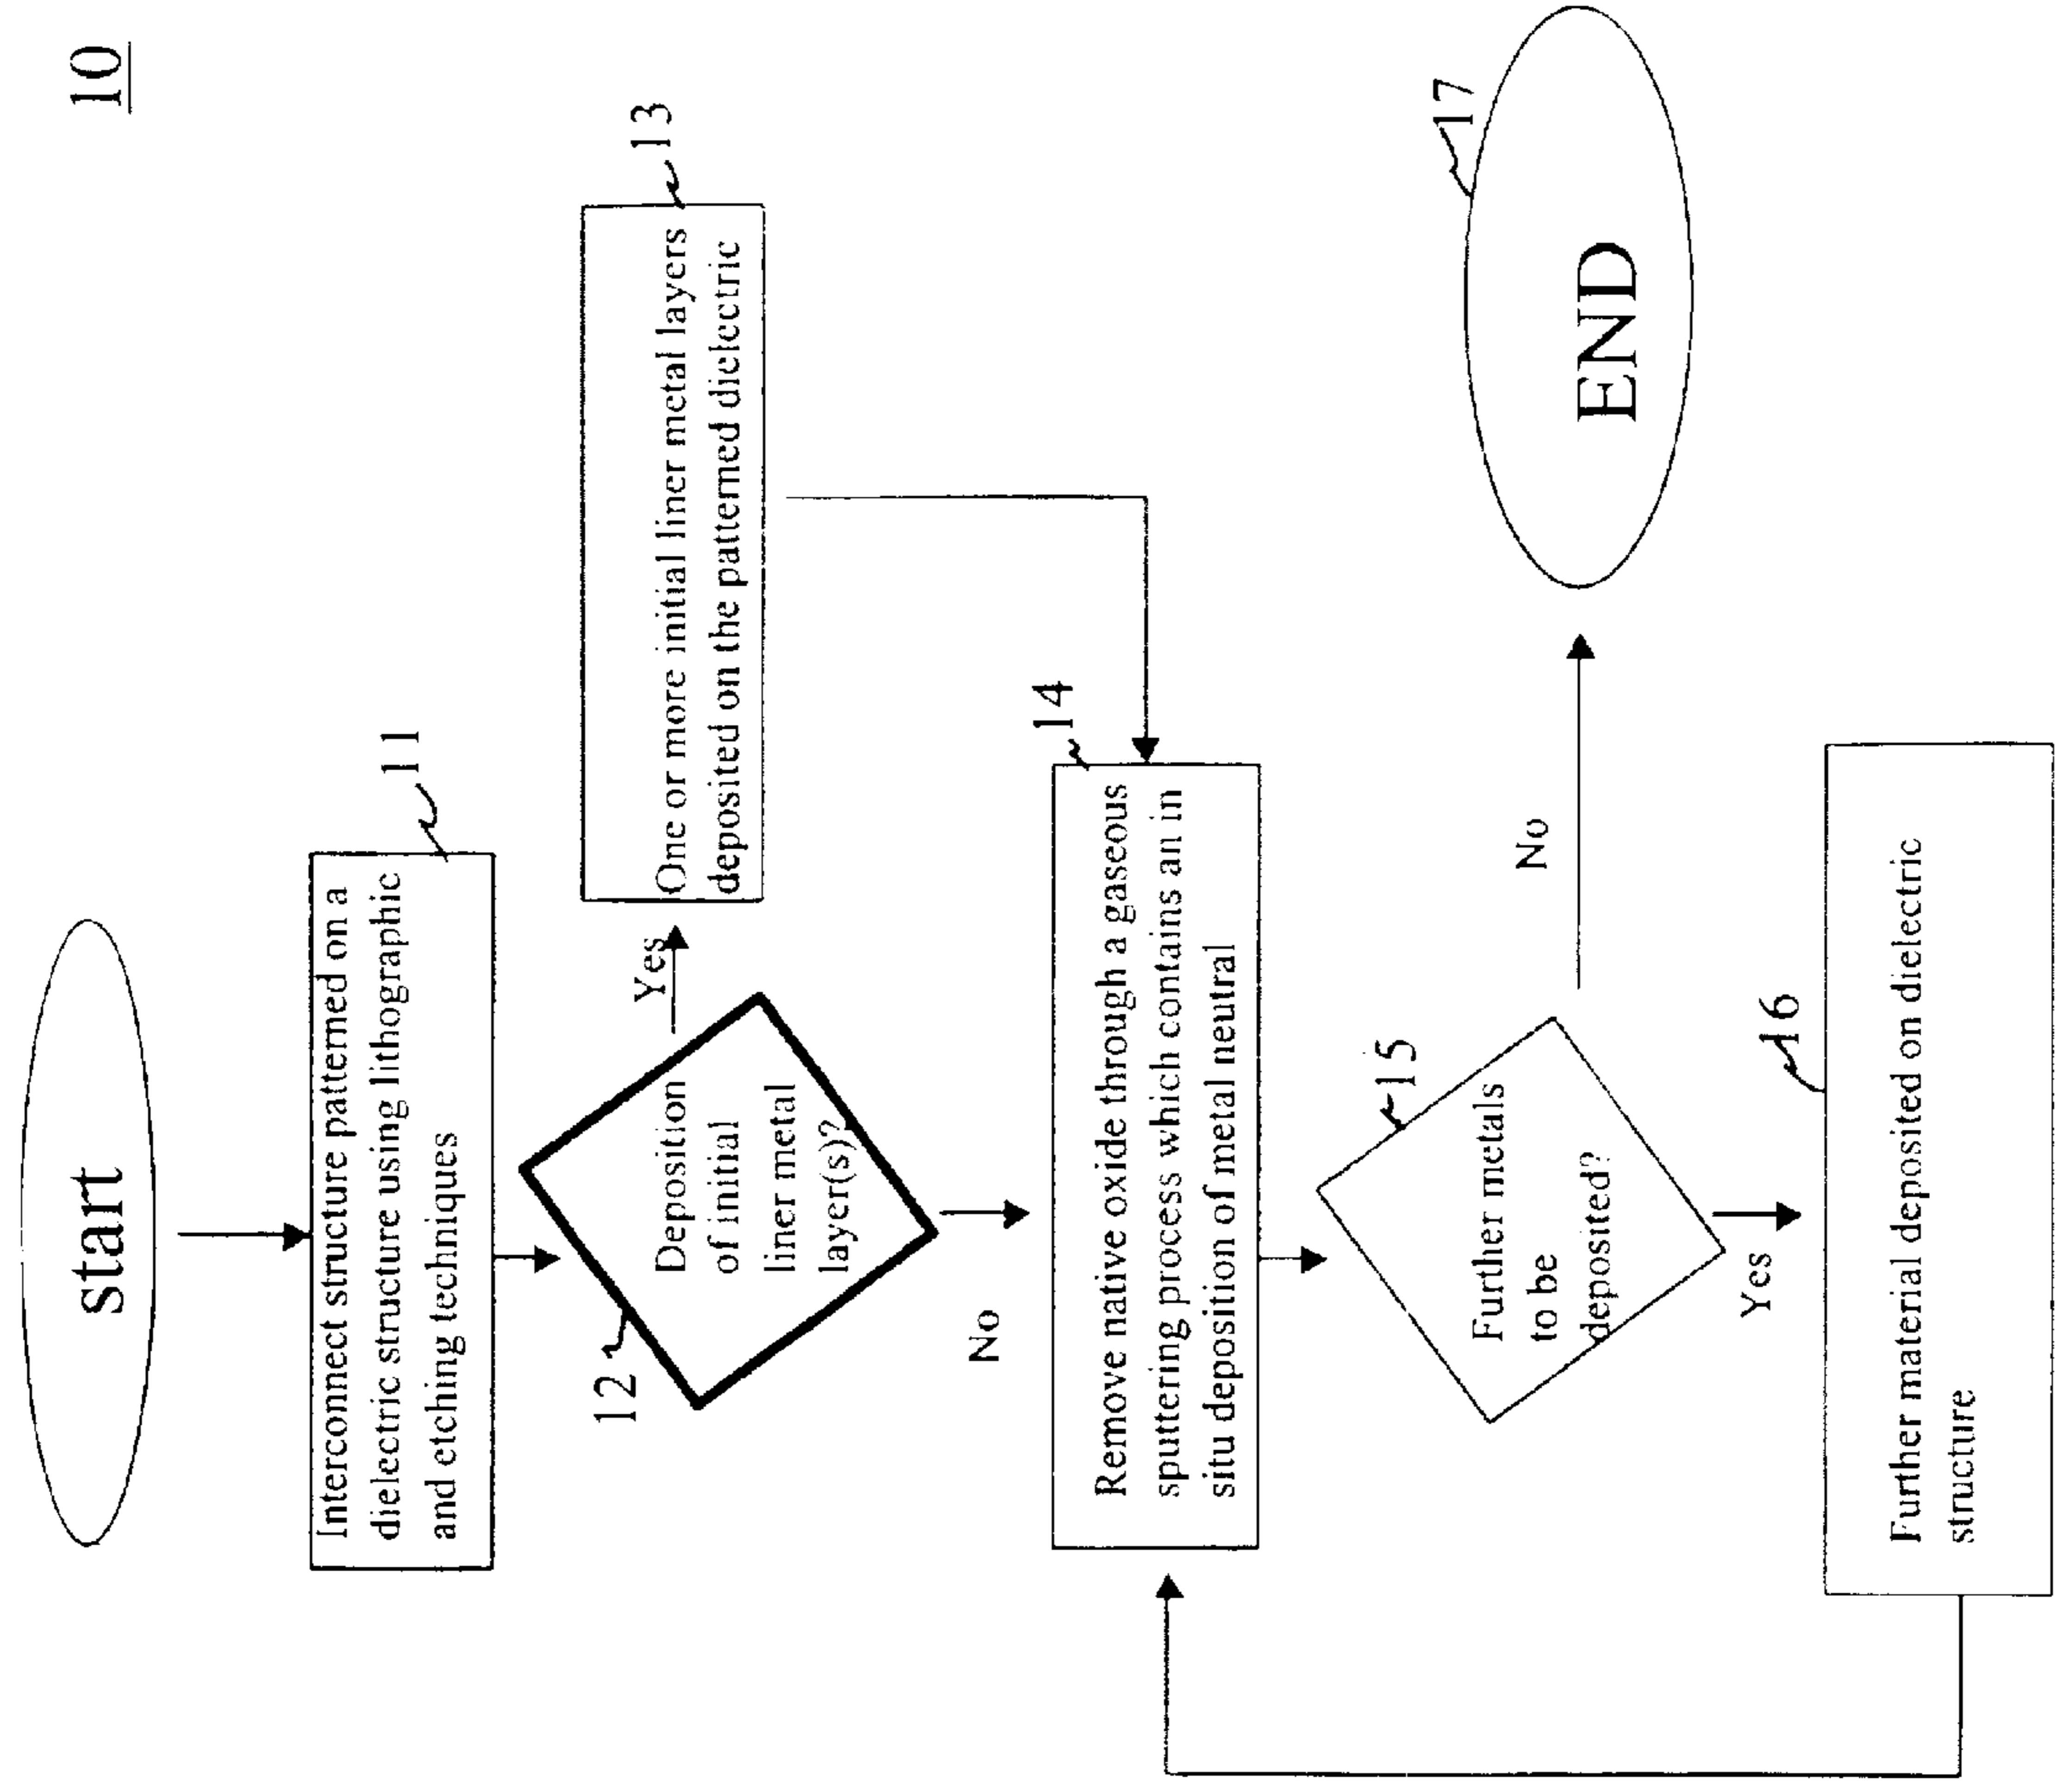 10
start
11
Interconnect structure patterned on a
dielectric structure using lithographic
and etching techniques
12
Deposition
of initial
liner metal
layer(s)?
Yes
13
One or more initial liner metal layers
deposited on the patterned dielectric
No
14
Remove native oxide through a gaseous
sputtering process which contains an in
situ deposition of metal neutral
15
Further metals
to be
deposited?
No
17
END
Yes
16
Further material deposited on dielectric
structure